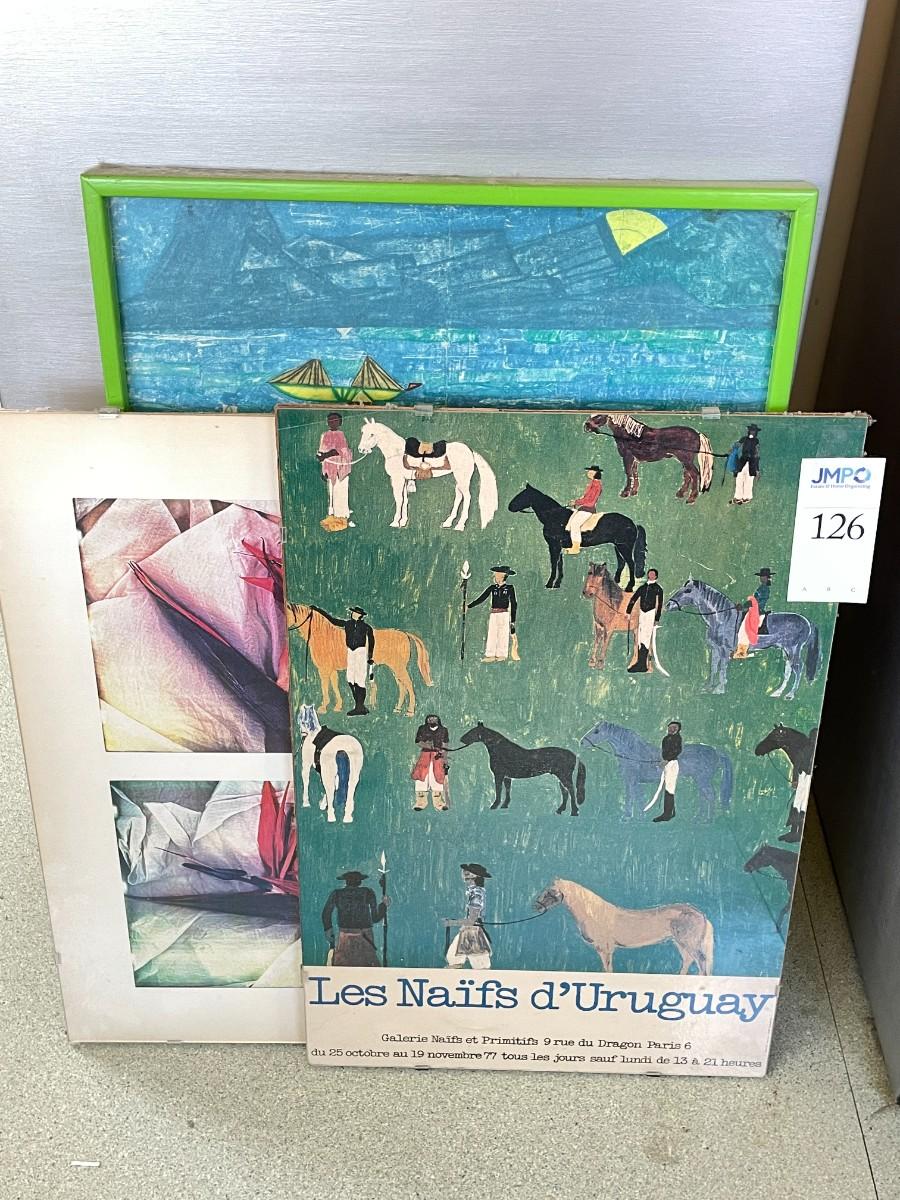 JMPO
Estate & Home Organizing
126
A B C
Les Naïfs d'Uruguay
Galerie Naïfs et Primitifs 9 rue du Dragon Paris 6
du 25 octobre au 19 novembre 77 tous les jours sauf lundi de 13 à 21 heures